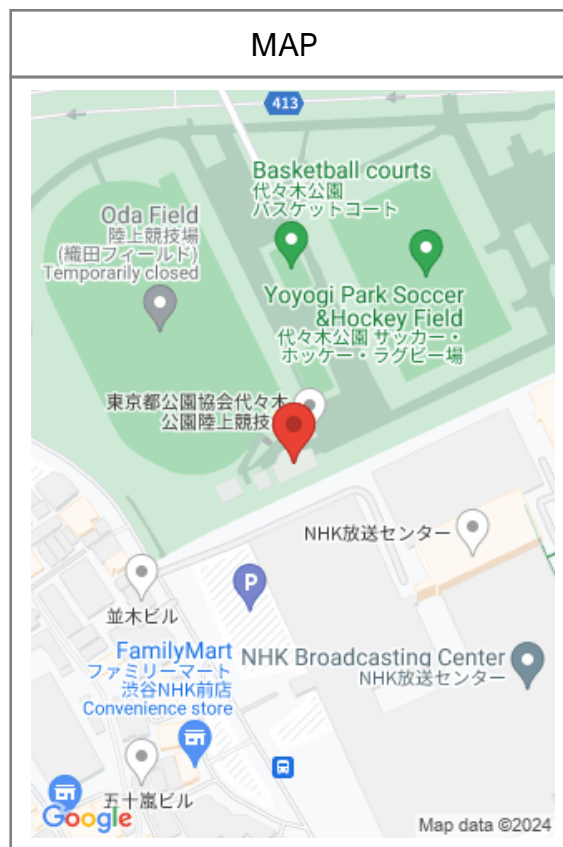 MAP
413
Basketball courts
代々木公園
バスケットコート
Oda Field
陸上競技場
(織田フィールド)
Temporarily closed
Yoyogi Park Soccer
&Hockey Field
代々木公園 サッカー・
ホッケー・ラグビー場
東京都公園協会代々木
公園陸上競技
NHK放送センター
P
並木ビル
FamilyMart
ファミリーマート
渋谷NHK前店
Convenience store
NHK Broadcasting Center
NHK放送センター
五十嵐ビル
Google
Map data ©2024